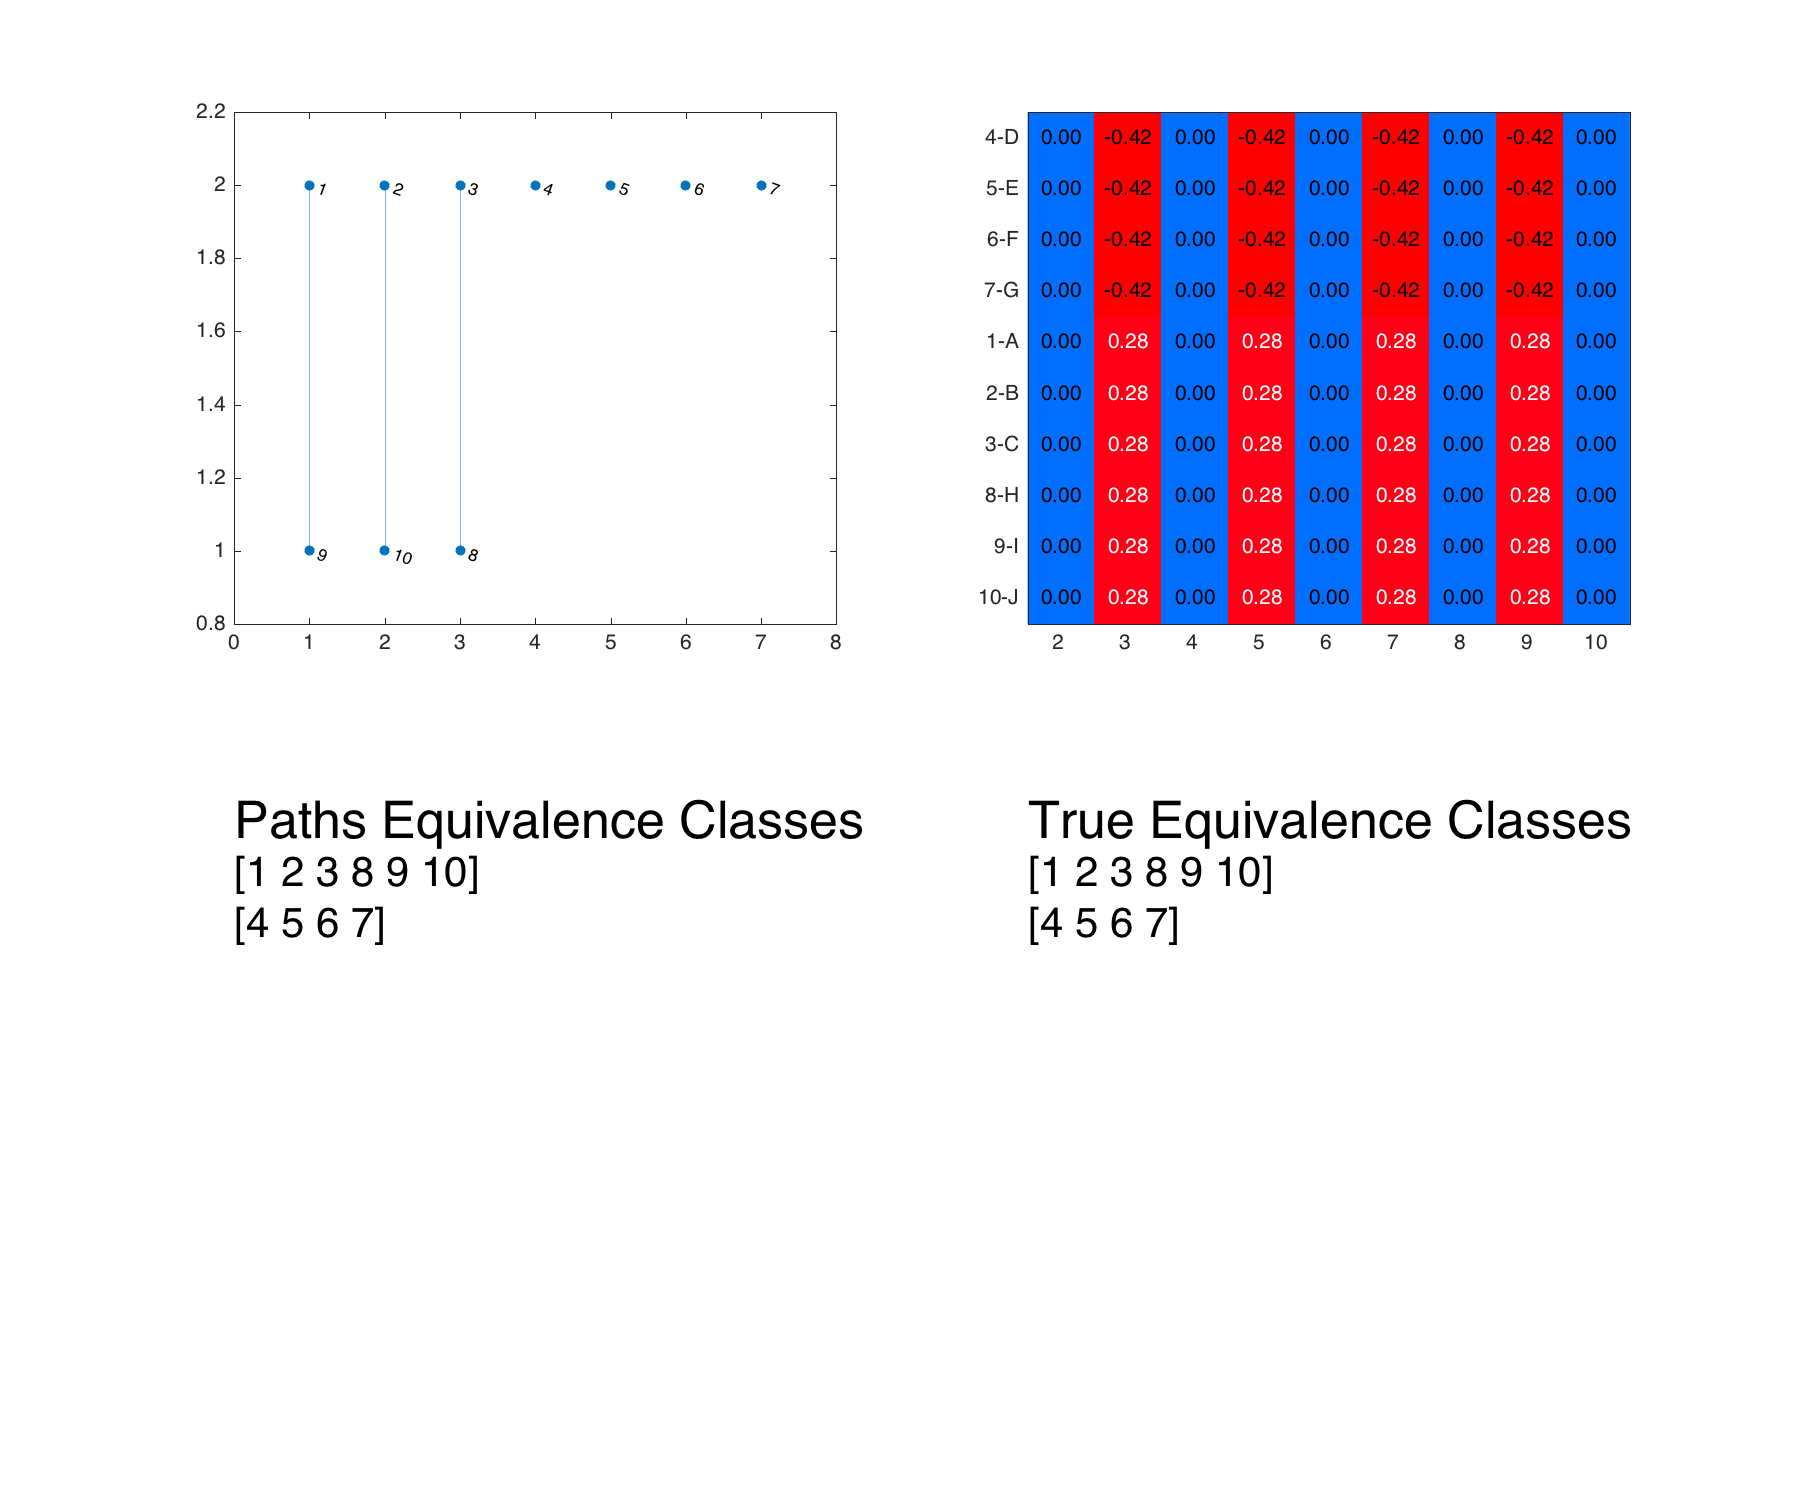 2.2
2
1.8
1.6
1.4
1.2
1
0.8
0 1 2 3 4 5 6 7 8
1 2 3 4 5 6 7
9 10 8
4-D 0.00 -0.42 0.00 -0.42 0.00 -0.42 0.00 -0.42 0.00
5-E 0.00 -0.42 0.00 -0.42 0.00 -0.42 0.00 -0.42 0.00
6-F 0.00 -0.42 0.00 -0.42 0.00 -0.42 0.00 -0.42 0.00
7-G 0.00 -0.42 0.00 -0.42 0.00 -0.42 0.00 -0.42 0.00
1-A 0.00 0.28 0.00 0.28 0.00 0.28 0.00 0.28 0.00
2-B 0.00 0.28 0.00 0.28 0.00 0.28 0.00 0.28 0.00
3-C 0.00 0.28 0.00 0.28 0.00 0.28 0.00 0.28 0.00
8-H 0.00 0.28 0.00 0.28 0.00 0.28 0.00 0.28 0.00
9-I 0.00 0.28 0.00 0.28 0.00 0.28 0.00 0.28 0.00
10-J 0.00 0.28 0.00 0.28 0.00 0.28 0.00 0.28 0.00
2 3 4 5 6 7 8 9 10
Paths Equivalence Classes
[1 2 3 8 9 10]
[4 5 6 7]
True Equivalence Classes
[1 2 3 8 9 10]
[4 5 6 7]